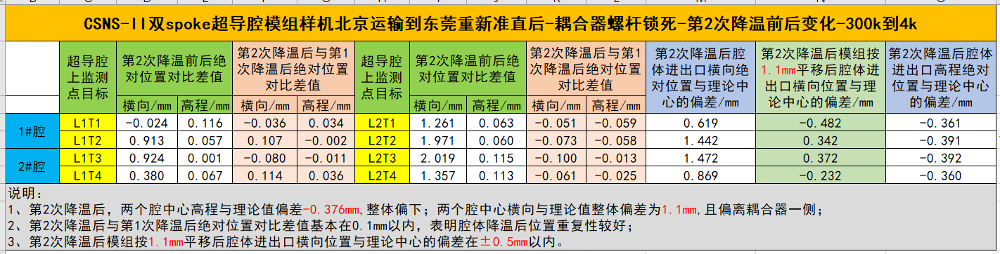 CSNS-II双spoke超导腔模组样机北京运输到东莞重新准直后-耦合器螺杆锁死-第2次降温前后变化-300k到4k
超导腔上监测点目标 第2次降温前后绝对位置对比差值 第2次降温后与第1次降温后绝对位置对比差值 超导腔上监测点目标 第2次降温前后绝对位置对比差值 第2次降温后与第1次降温后绝对位置对比差值 第2次降温后腔体进出口横向绝对位置与理论中心的偏差/mm 第2次降温后模组按1.1mm平移后腔体进出口横向位置与理论中心的偏差/mm 第2次降温后腔体进出口高程绝对位置与理论中心的偏差/mm
横向/mm 高程/mm 横向/mm 高程/mm 横向/mm 高程/mm 横向/mm 高程/mm
1#腔 L1T1 -0.024 0.116 -0.036 0.034 L2T1 1.261 0.063 -0.051 -0.059 0.619 -0.482 -0.361
L1T2 0.913 0.057 0.107 -0.002 L2T2 1.971 0.060 -0.073 -0.058 1.442 0.342 -0.391
2#腔 L1T3 0.924 0.001 -0.080 -0.011 L2T3 2.019 0.115 -0.100 -0.013 1.472 0.372 -0.392
L1T4 0.380 0.067 0.114 0.036 L2T4 1.357 0.113 -0.061 -0.025 0.869 -0.232 -0.360
说明：
1、第2次降温后，两个腔中心高程与理论值偏差-0.376mm,整体偏下；两个腔中心横向与理论值整体偏差为1.1mm,且偏离耦合器一侧；
2、第2次降温后与第1次降温后绝对位置对比差值基本在0.1mm以内，表明腔体降温后位置重复性较好；
3、第2次降温后模组按1.1mm平移后腔体进出口横向位置与理论中心的偏差在±0.5mm以内。